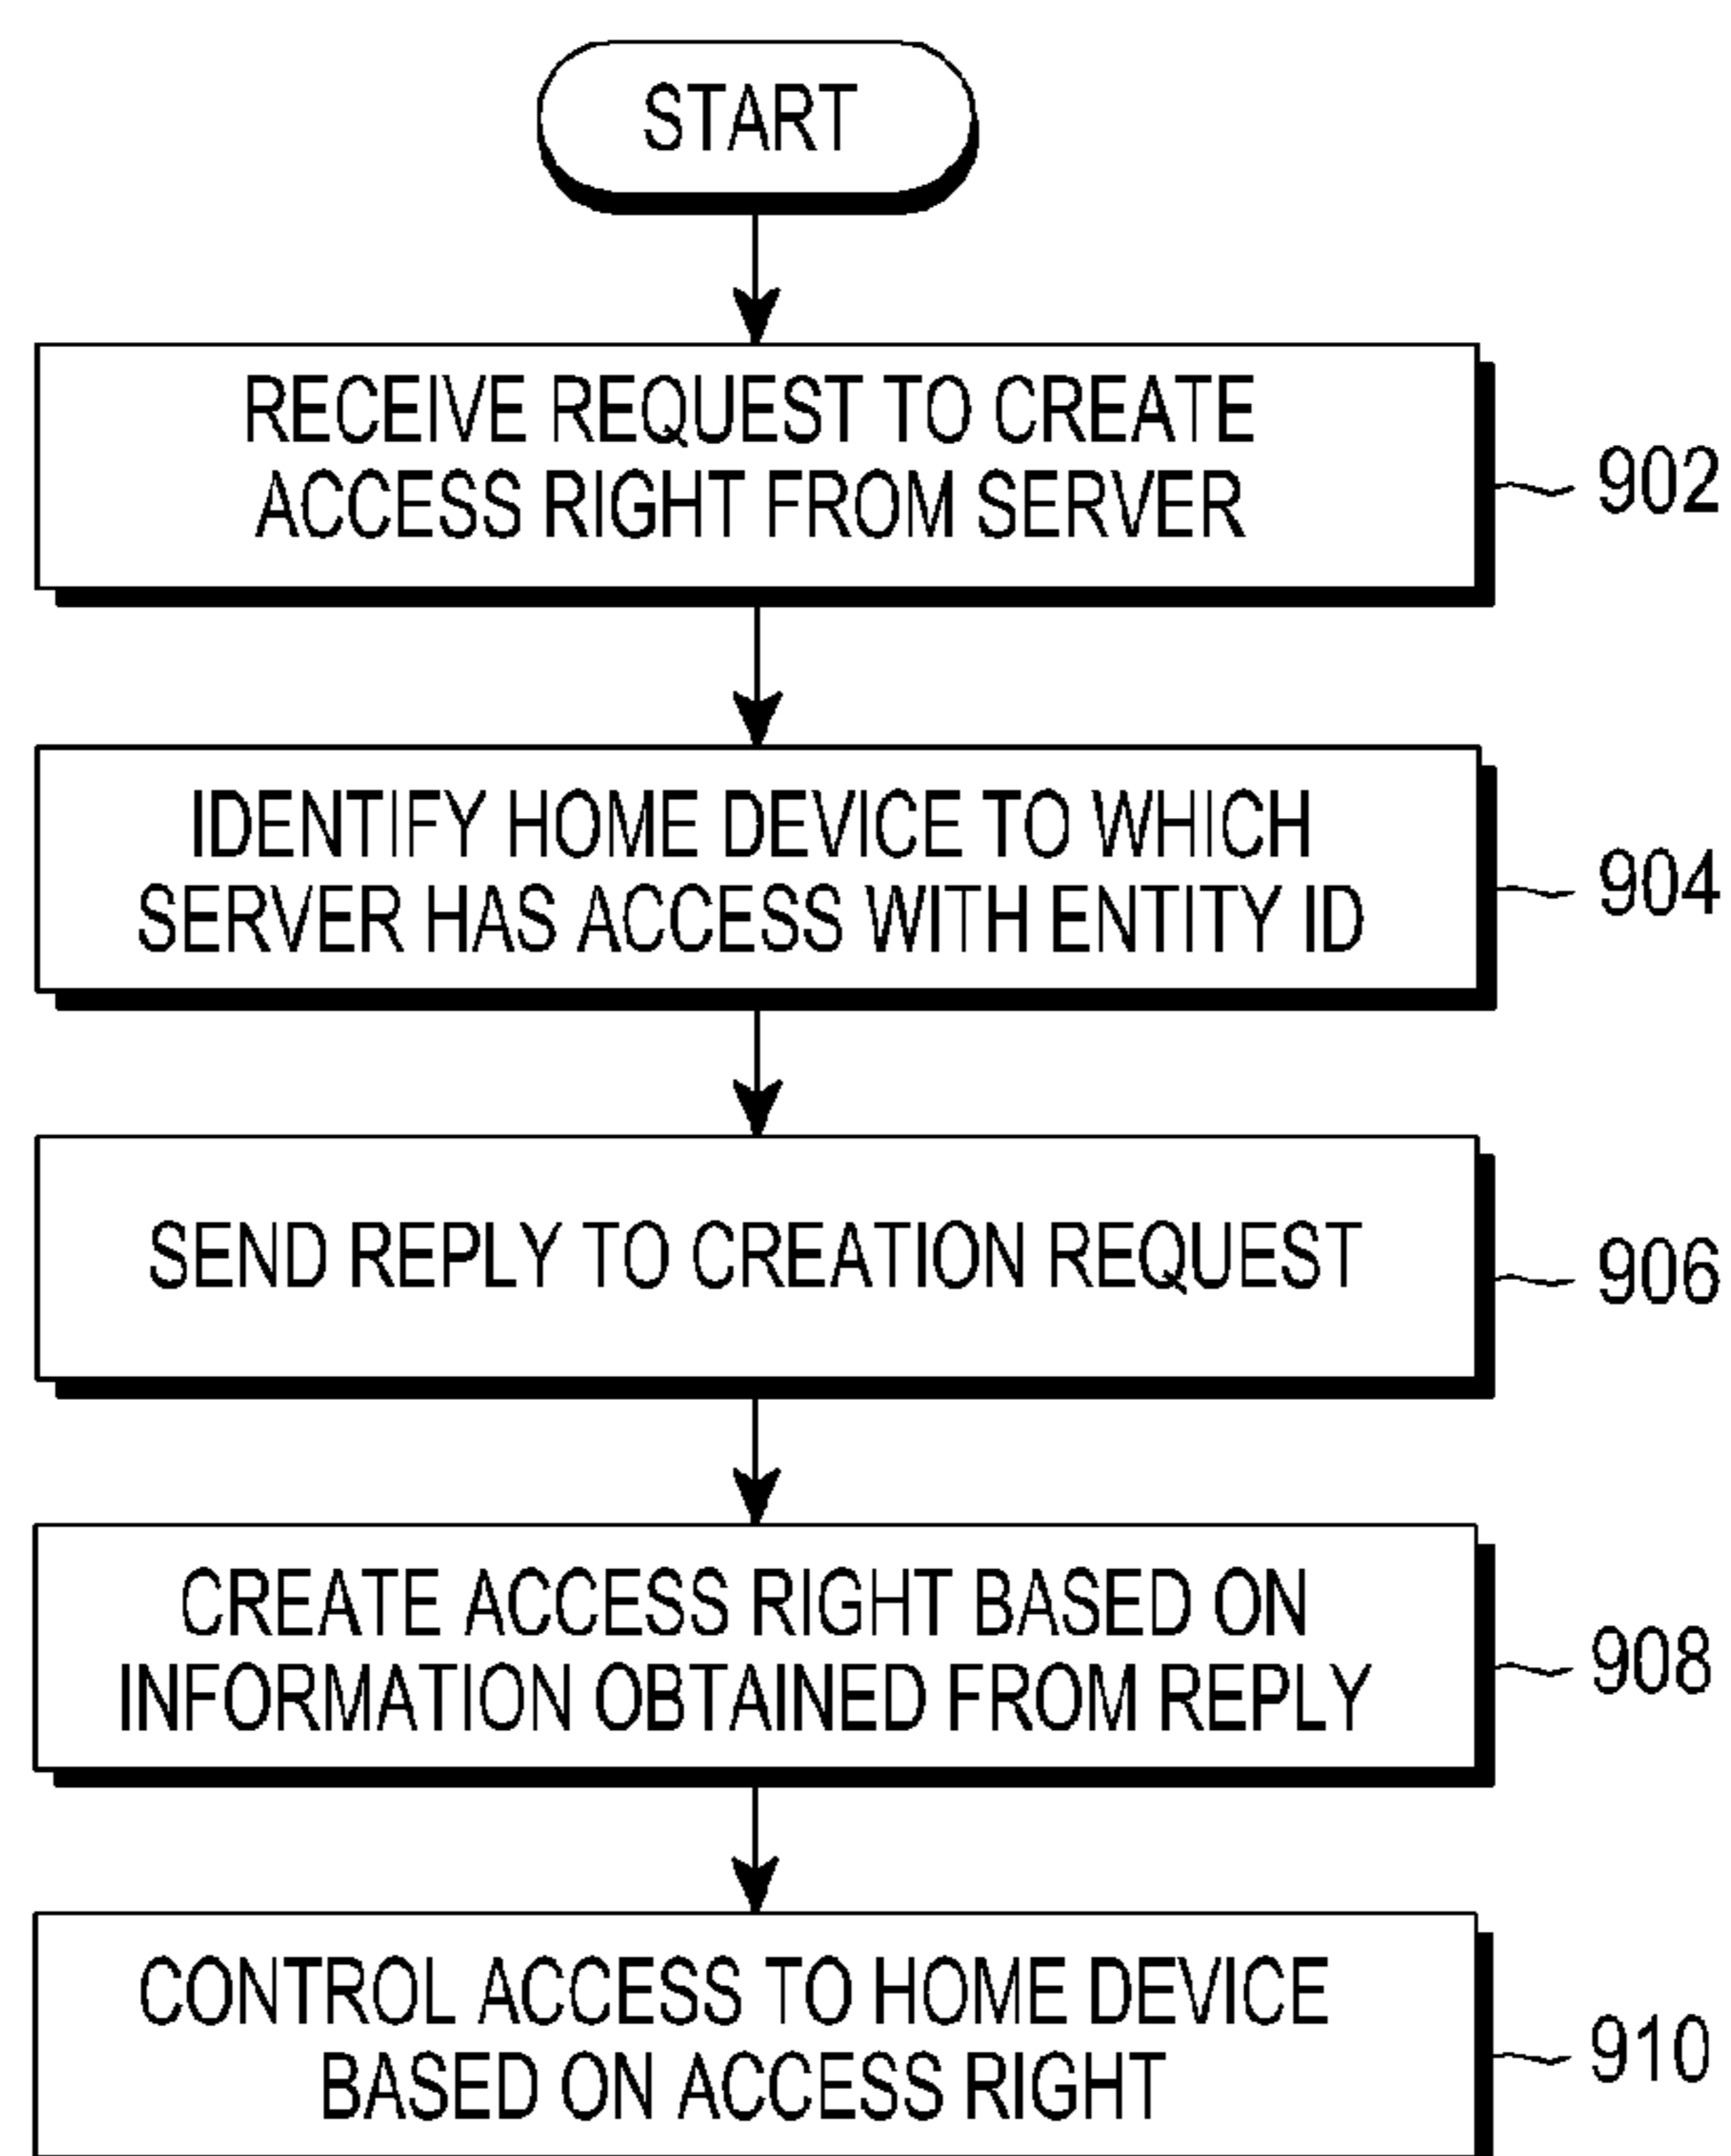 START
RECEIVE REQUEST TO CREATE
ACCESS RIGHT FROM SERVER
902
IDENTIFY HOME DEVICE TO WHICH
SERVER HAS ACCESS WITH ENTITY ID
904
SEND REPLY TO CREATION REQUEST
906
CREATE ACCESS RIGHT BASED ON
INFORMATION OBTAINED FROM REPLY
908
CONTROL ACCESS TO HOME DEVICE
BASED ON ACCESS RIGHT
910